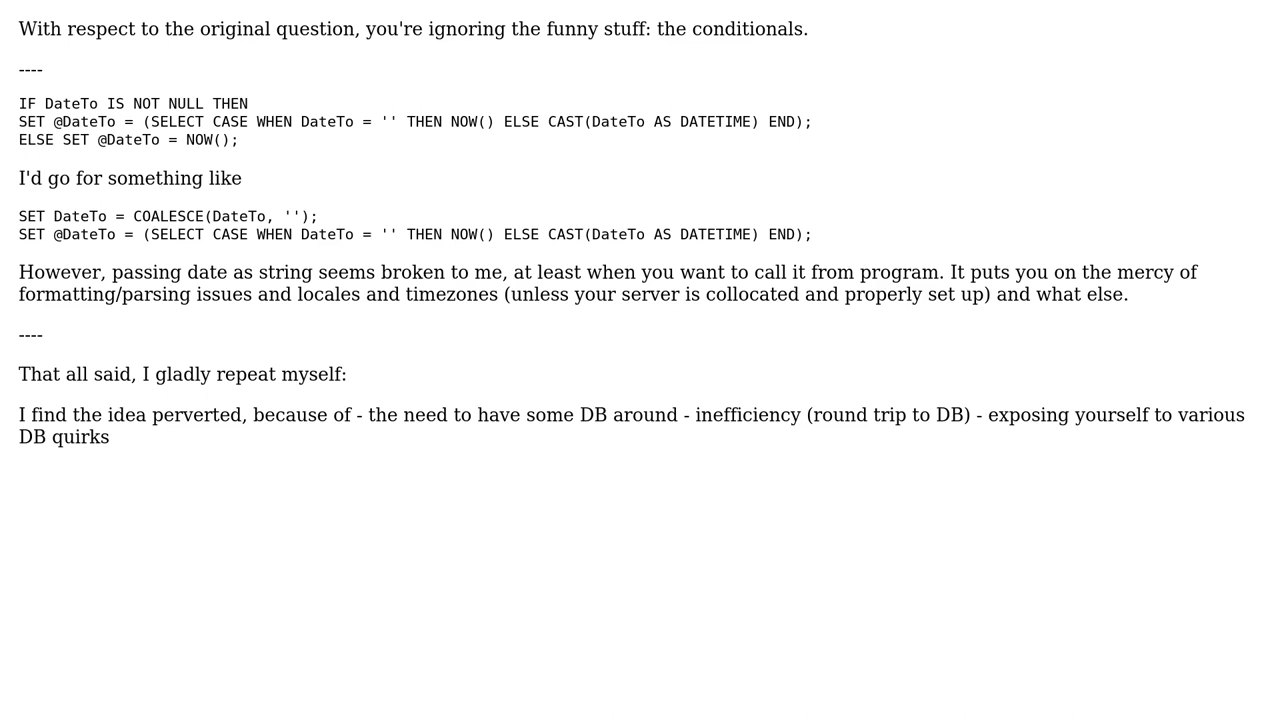 With respect to the original question, you're ignoring the funny stuff: the conditionals.
----
IF DateTo IS NOT NULL THEN
SET @DateTo = (SELECT CASE WHEN DateTo = '' THEN NOW() ELSE CAST(DateTo AS DATETIME) END);
ELSE SET @DateTo = NOW();
I'd go for something like
SET DateTo = COALESCE(DateTo, '');
SET @DateTo = (SELECT CASE WHEN DateTo = '' THEN NOW() ELSE CAST(DateTo AS DATETIME) END);
However, passing date as string seems broken to me, at least when you want to call it from program. It puts you on the mercy of
formatting/parsing issues and locales and timezones (unless your server is collocated and properly set up) and what else.
----
That all said, I gladly repeat myself:
I find the idea perverted, because of - the need to have some DB around - inefficiency (round trip to DB) - exposing yourself to various
DB quirks